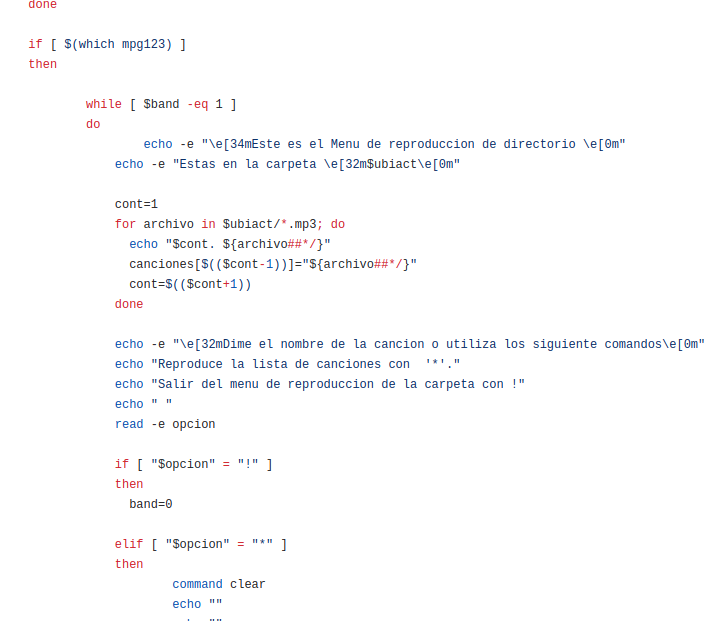 done
if [ $(which mpg123) ]
then
while [ $band -eq 1 ]
do
echo -e "\e[34mEste es el Menu de reproduccion de directorio \e[0m"
echo -e "Estas en la carpeta \e[32m$ubiact\e[0m"
cont=1
for archivo in $ubiact/*.mp3; do
echo "$cont. ${archivo##*/}"
canciones[$(($cont-1))]="${archivo##*/}"
cont=$(($cont+1))
done
echo -e "\e[32mDime el nombre de la cancion o utiliza los siguiente comandos\e[0m"
echo "Reproduce la lista de canciones con  '*'."
echo "Salir del menu de reproduccion de la carpeta con !"
echo " "
read -e opcion
if [ "$opcion" = "!" ]
then
band=0
elif [ "$opcion" = "*" ]
then
command clear
echo ""